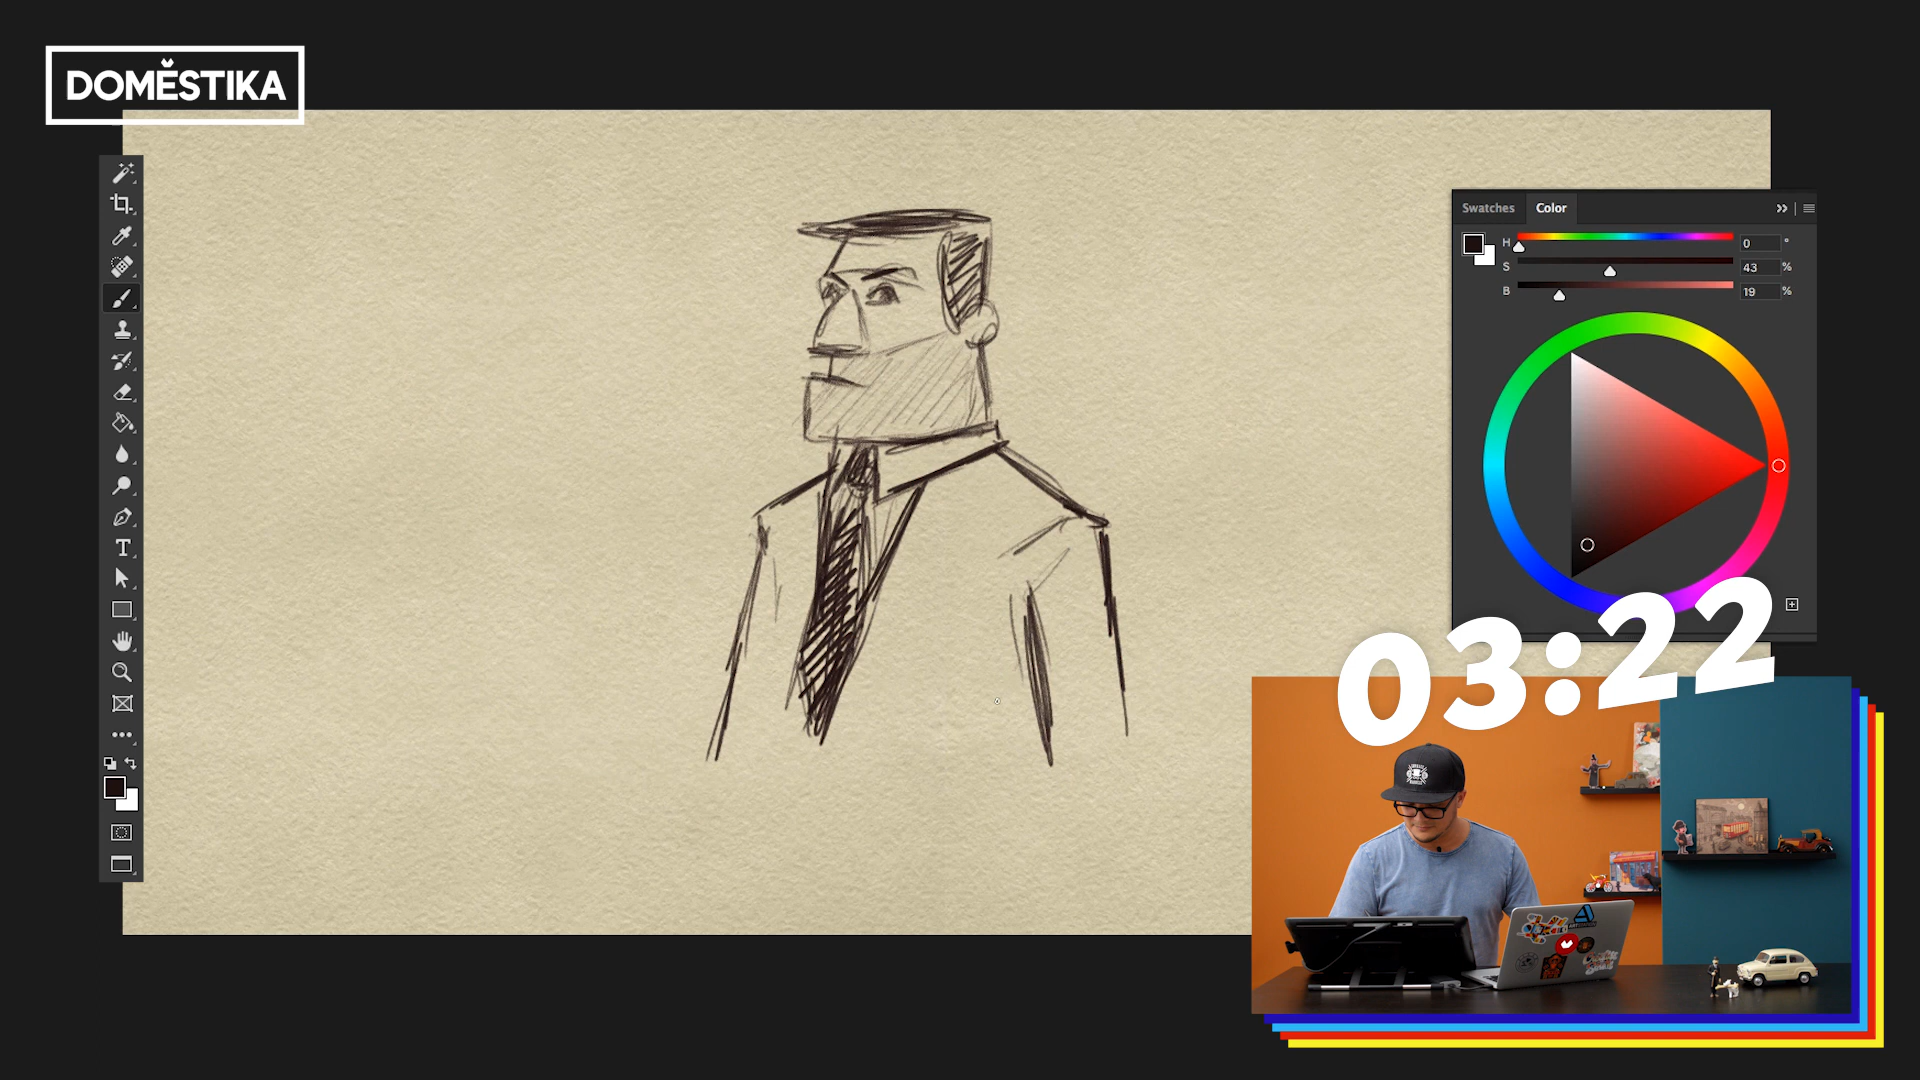 DOMESTIKA
Swatches Color
H 0 °
S 43 %
B 19 %
03:22